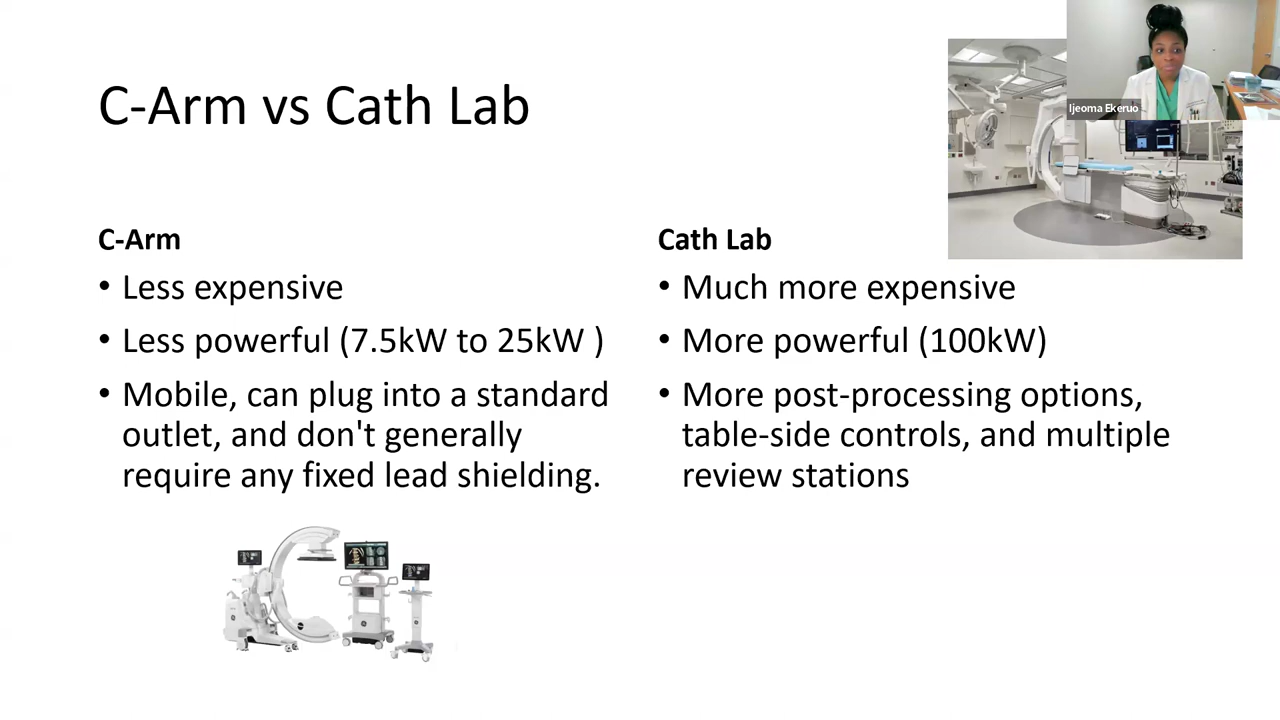 C-Arm vs Cath Lab
Ijeoma Ekeruo
C-Arm
• Less expensive
• Less powerful (7.5kW to 25kW )
• Mobile, can plug into a standard
outlet, and don't generally
require any fixed lead shielding.
Cath Lab
• Much more expensive
• More powerful (100kW)
• More post-processing options,
table-side controls, and multiple
review stations